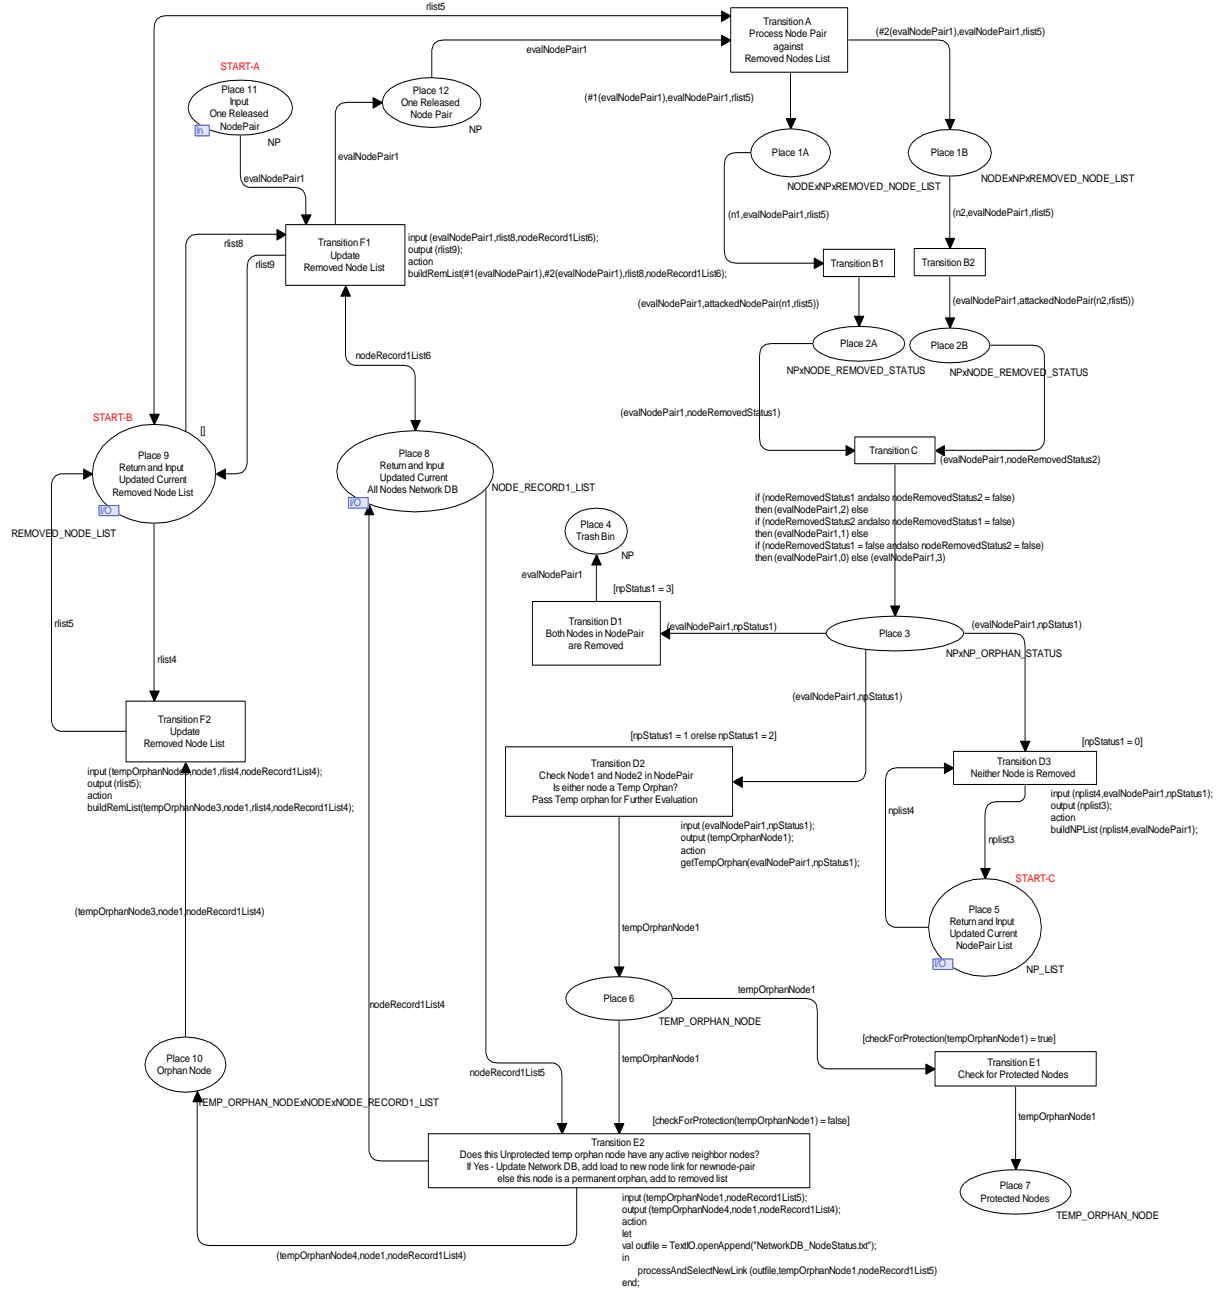 rlist5
Transition A
Process Node Pair
against
Removed Nodes List
(#2(evalNodePair1),evalNodePair1,rlist5)
evalNodePair1
START-A
Place 11
Input
One Released
NodePair
In
NP
Place 12
One Released
Node Pair
NP
(#1(evalNodePair1),evalNodePair1,rlist5)
evalNodePair1
evalNodePair1
Place 1A
NODExNPxREMOVED_NODE_LIST
Place 1B
NODExNPxREMOVED_NODE_LIST
(n1,evalNodePair1,rlist5)
(n2,evalNodePair1,rlist5)
rlist8
rlist9
Transition F1
Update
Removed Node List
input (evalNodePair1,rlist8,nodeRecord1List6);
output (rlist9);
action
buildRemList(#1(evalNodePair1),#2(evalNodePair1),rlist8,nodeRecord1List6);
Transition B1
Transition B2
(evalNodePair1,attackedNodePair(n1,rlist5))
(evalNodePair1,attackedNodePair(n2,rlist5))
nodeRecord1List6
Place 2A
NPxNODE_REMOVED_STATUS
Place 2B
NPxNODE_REMOVED_STATUS
(evalNodePair1,nodeRemovedStatus1)
Transition C
(evalNodePair1,nodeRemovedStatus2)
START-B
[]
Place 9
Return and Input
Updated Current
Removed Node List
I/O
REMOVED_NODE_LIST
Place 8
Return and Input
Updated Current
All Nodes Network DB
I/O
NODE_RECORD1_LIST
if (nodeRemovedStatus1 andalso nodeRemovedStatus2 = false)
then (evalNodePair1,2) else
if (nodeRemovedStatus2 andalso nodeRemovedStatus1 = false)
then (evalNodePair1,1) else
if (nodeRemovedStatus1 = false andalso nodeRemovedStatus2 = false)
then (evalNodePair1,0) else (evalNodePair1,3)
Place 4
Trash Bin
NP
evalNodePair1
[npStatus1 = 3]
Transition D1
Both Nodes in NodePair
are Removed
(evalNodePair1,npStatus1)
Place 3
NPxNP_ORPHAN_STATUS
(evalNodePair1,npStatus1)
rlist5
rlist4
(evalNodePair1,npStatus1)
Transition F2
Update
Removed Node List
input (tempOrphanNode3,node1,rlist4,nodeRecord1List4);
output (rlist5);
action
buildRemList(tempOrphanNode3,node1,rlist4,nodeRecord1List4);
[npStatus1 = 1 orelse npStatus1 = 2]
Transition D2
Check Node1 and Node2 in NodePair
Is either node a Temp Orphan?
Pass Temp orphan for Further Evaluation
input (evalNodePair1,npStatus1);
output (tempOrphanNode1);
action
getTempOrphan(evalNodePair1,npStatus1);
[npStatus1 = 0]
Transition D3
Neither Node is Removed
input (nplist4,evalNodePair1,npStatus1);
output (nplist3);
action
buildNPList (nplist4,evalNodePair1);
nplist4
nplist3
START-C
Place 5
Return and Input
Updated Current
NodePair List
I/O
NP_LIST
(tempOrphanNode3,node1,nodeRecord1List4)
tempOrphanNode1
nodeRecord1List4
Place 6
TEMP_ORPHAN_NODE
tempOrphanNode1
tempOrphanNode1
[checkForProtection(tempOrphanNode1) = true]
Transition E1
Check for Protected Nodes
Place 10
Orphan Node
TEMP_ORPHAN_NODExNODExNODE_RECORD1_LIST
nodeRecord1List5
[checkForProtection(tempOrphanNode1) = false]
tempOrphanNode1
Transition E2
Does this Unprotected temp orphan node have any active neighbor nodes?
If Yes - Update Network DB, add load to new node link for newnode-pair
else this node is a permanent orphan, add to removed list
Place 7
Protected Nodes
TEMP_ORPHAN_NODE
input (tempOrphanNode1,nodeRecord1List5);
output (tempOrphanNode4,node1,nodeRecord1List4);
action
let
val outfile = TextIO.openAppend("NetworkDB_NodeStatus.txt");
in
processAndSelectNewLink (outfile,tempOrphanNode1,nodeRecord1List5)
end;
(tempOrphanNode4,node1,nodeRecord1List4)